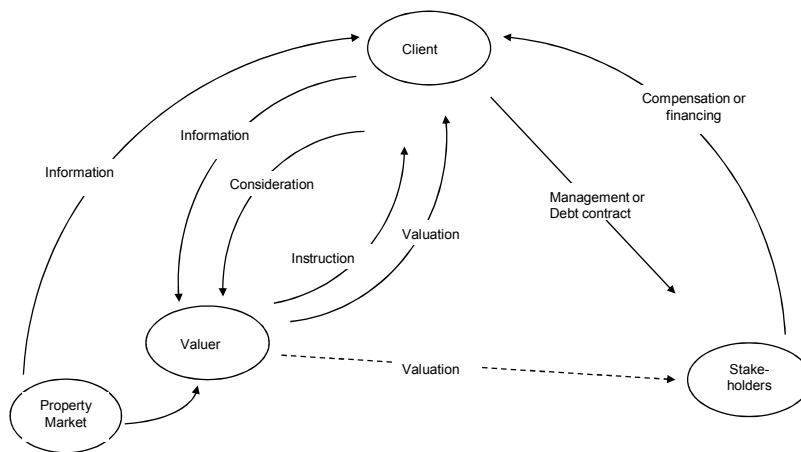 Client
Compensation or
financing
Information
Information
Consideration
Management or
Debt contract
Valuation
Instruction
Valuer
Valuation
Stake-
holders
Property
Market